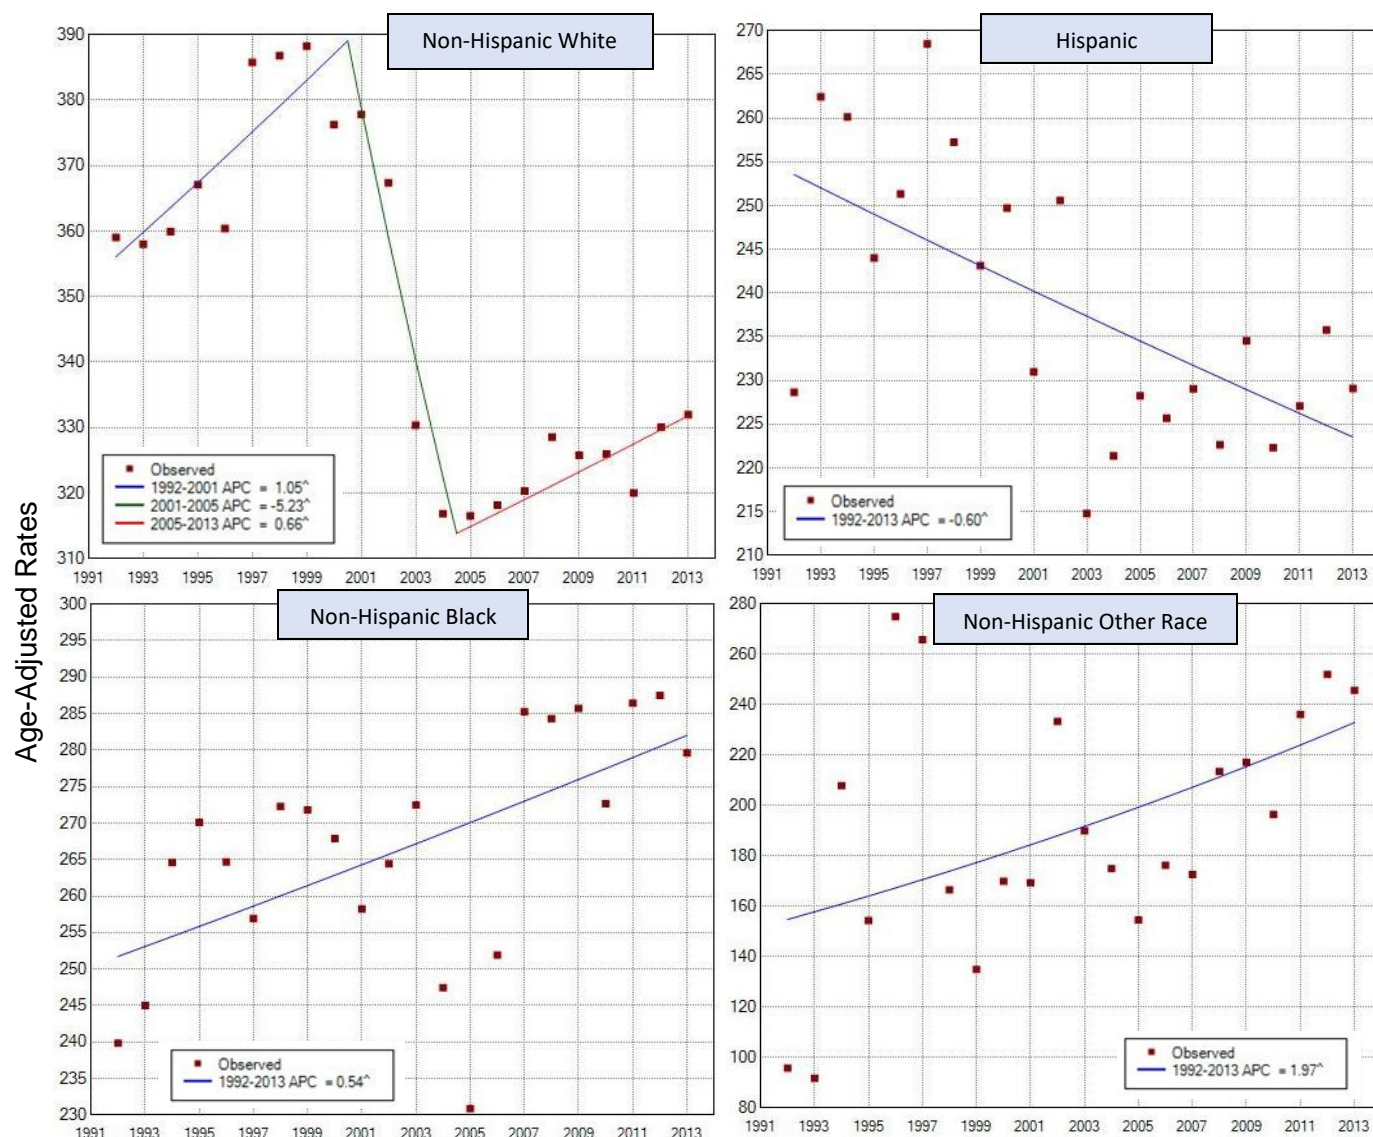 Age-Adjusted Rates
Non-Hispanic White
390
380
370
360
350
340
330
320
310
Observed
1992-2001 APC = 1.05^
2001-2005 APC = -5.23^
2005-2013 APC = 0.66^
1991 1993 1995 1997 1999 2001 2003 2005 2007 2009 2011 2013
Hispanic
270
265
260
255
250
245
240
235
230
225
220
215
210
Observed
1992-2013 APC = -0.60^
1991 1993 1995 1997 1999 2001 2003 2005 2007 2009 2011 2013
Non-Hispanic Black
300
295
290
285
280
275
270
265
260
255
250
245
240
235
230
Observed
1992-2013 APC = 0.54^
1991 1993 1995 1997 1999 2001 2003 2005 2007 2009 2011 2013
Non-Hispanic Other Race
280
260
240
220
200
180
160
140
120
100
80
Observed
1992-2013 APC = 1.97^
1991 1993 1995 1997 1999 2001 2003 2005 2007 2009 2011 2013